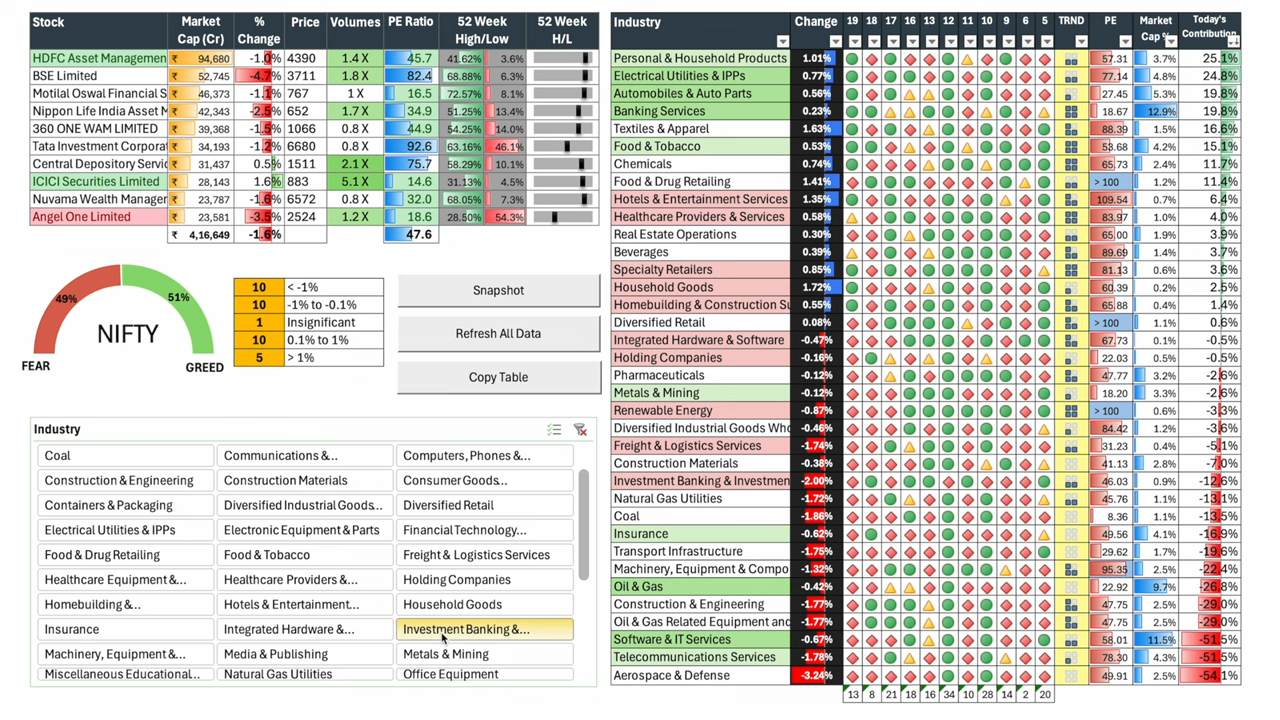 Stock Market Cap (Cr) % Change Price Volumes PE Ratio 52 Week High/Low 52 Week H/L
HDFC Asset Managemen ₹ 94,680 -1.0% 4390 1.4 X 45.7 41.62% 3.6%
BSE Limited ₹ 52,745 -4.7% 3711 1.8 X 82.4 68.88% 6.3%
Motilal Oswal Financial S ₹ 46,373 -1.1% 767 1 X 16.5 72.57% 8.1%
Nippon Life India Asset M ₹ 42,343 -2.5% 652 1.7 X 34.9 51.25% 13.4%
360 ONE WAM LIMITED ₹ 39,368 -1.5% 1066 0.8 X 44.9 54.25% 14.0%
Tata Investment Corporat ₹ 34,193 -1.2% 6680 0.8 X 92.6 63.16% 46.1%
Central Depository Servic ₹ 31,437 0.5% 1511 2.1 X 75.7 58.29% 10.1%
ICICI Securities Limited ₹ 28,143 1.6% 883 5.1 X 14.6 31.13% 4.5%
Nuvama Wealth Manager ₹ 23,787 -1.6% 6572 0.8 X 32.0 68.05% 7.3%
Angel One Limited ₹ 23,581 -3.5% 2524 1.2 X 18.6 28.50% 54.3%
₹ 4,16,649 -1.6% 47.6
49% 51%
NIFTY
FEAR GREED
10 < -1%
10 -1% to -0.1%
1 Insignificant
10 0.1% to 1%
5 > 1%
Snapshot
Refresh All Data
Copy Table
Industry
Coal Communications &... Computers, Phones &...
Construction & Engineering Construction Materials Consumer Goods...
Containers & Packaging Diversified Industrial Goods... Diversified Retail
Electrical Utilities & IPPs Electronic Equipment & Parts Financial Technology...
Food & Drug Retailing Food & Tobacco Freight & Logistics Services
Healthcare Equipment &... Healthcare Providers &... Holding Companies
Homebuilding &... Hotels & Entertainment... Household Goods
Insurance Integrated Hardware &... Investment Banking &...
Machinery, Equipment &... Media & Publishing Metals & Mining
Miscellaneous Educational... Natural Gas Utilities Office Equipment
Industry Change 19 18 17 16 13 12 11 10 9 6 5 TRND PE Market Cap % Today's Contribution
Personal & Household Products 1.01% 57.31 3.7% 25.1%
Electrical Utilities & IPPs 0.77% 77.14 4.8% 24.8%
Automobiles & Auto Parts 0.56% 27.45 5.3% 19.8%
Banking Services 0.23% 18.67 12.9% 19.8%
Textiles & Apparel 1.63% 88.39 1.5% 16.6%
Food & Tobacco 0.53% 53.68 4.2% 15.1%
Chemicals 0.74% 65.73 2.4% 11.7%
Food & Drug Retailing 1.41% > 100 1.2% 11.4%
Hotels & Entertainment Services 1.35% 109.54 0.7% 6.4%
Healthcare Providers & Services 0.58% 83.97 1.0% 4.0%
Real Estate Operations 0.30% 65.00 1.9% 3.9%
Beverages 0.39% 89.69 1.4% 3.7%
Specialty Retailers 0.85% 81.13 0.6% 3.6%
Household Goods 1.72% 60.39 0.2% 2.5%
Homebuilding & Construction Su 0.55% 65.88 0.4% 1.4%
Diversified Retail 0.08% > 100 1.1% 0.6%
Integrated Hardware & Software -0.47% 67.73 0.1% -0.5%
Holding Companies -0.16% 22.03 0.5% -0.5%
Pharmaceuticals -0.12% 47.77 3.2% -2.6%
Metals & Mining -0.12% 18.20 3.3% -2.6%
Renewable Energy -0.87% > 100 0.6% -3.3%
Diversified Industrial Goods Who -0.46% 84.42 1.2% -3.6%
Freight & Logistics Services -1.74% 31.23 0.4% -5.1%
Construction Materials -0.38% 41.13 2.8% -7.0%
Investment Banking & Investmen -2.00% 46.03 0.9% -12.6%
Natural Gas Utilities -1.72% 45.76 1.1% -13.1%
Coal -1.86% 8.36 1.1% -13.5%
Insurance -0.62% 49.56 4.1% -16.9%
Transport Infrastructure -1.75% 29.62 1.7% -19.6%
Machinery, Equipment & Compo -1.32% 95.35 2.5% -22.4%
Oil & Gas -0.42% 22.92 9.7% -26.8%
Construction & Engineering -1.77% 47.75 2.5% -29.0%
Oil & Gas Related Equipment and -1.77% 47.75 2.5% -29.0%
Software & IT Services -0.67% 58.01 11.5% -51.5%
Telecommunications Services -1.78% 78.30 4.3% -51.5%
Aerospace & Defense -3.24% 49.91 2.5% -54.1%
13 8 21 18 16 34 10 28 14 2 20